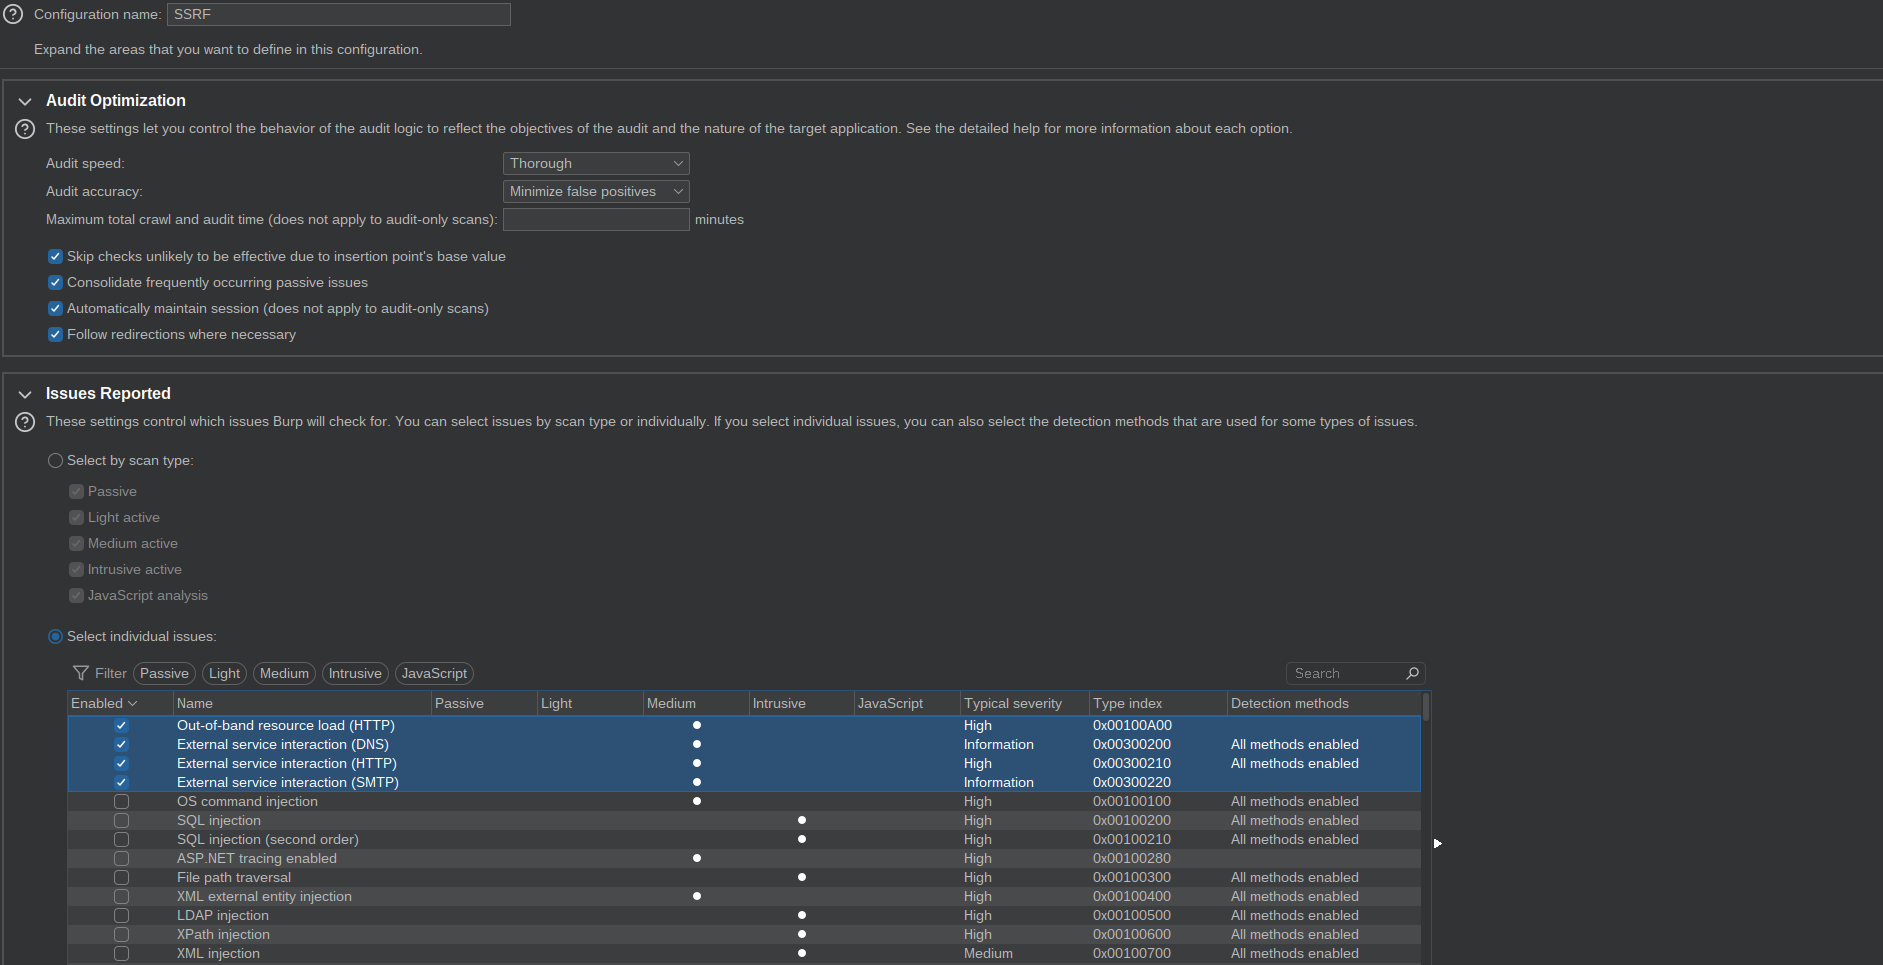 Configuration name: SSRF
Expand the areas that you want to define in this configuration.
Audit Optimization
These settings let you control the behavior of the audit logic to reflect the objectives of the audit and the nature of the target application. See the detailed help for more information about each option.
Audit speed: Thorough
Audit accuracy: Minimize false positives
Maximum total crawl and audit time (does not apply to audit-only scans): minutes
Skip checks unlikely to be effective due to insertion point's base value
Consolidate frequently occurring passive issues
Automatically maintain session (does not apply to audit-only scans)
Follow redirections where necessary
Issues Reported
These settings control which issues Burp will check for. You can select issues by scan type or individually. If you select individual issues, you can also select the detection methods that are used for some types of issues.
Select by scan type:
Passive
Light active
Medium active
Intrusive active
JavaScript analysis
Select individual issues:
Filter Passive Light Medium Intrusive JavaScript Search
Enabled Name Passive Light Medium Intrusive JavaScript Typical severity Type index Detection methods
Out-of-band resource load (HTTP) High 0x00100A00
External service interaction (DNS) Information 0x00300200 All methods enabled
External service interaction (HTTP) High 0x00300210 All methods enabled
External service interaction (SMTP) Information 0x00300220
OS command injection High 0x00100100 All methods enabled
SQL injection High 0x00100200 All methods enabled
SQL injection (second order) High 0x00100210 All methods enabled
ASP.NET tracing enabled High 0x00100280
File path traversal High 0x00100300 All methods enabled
XML external entity injection High 0x00100400 All methods enabled
LDAP injection High 0x00100500 All methods enabled
XPath injection High 0x00100600 All methods enabled
XML injection Medium 0x00100700 All methods enabled